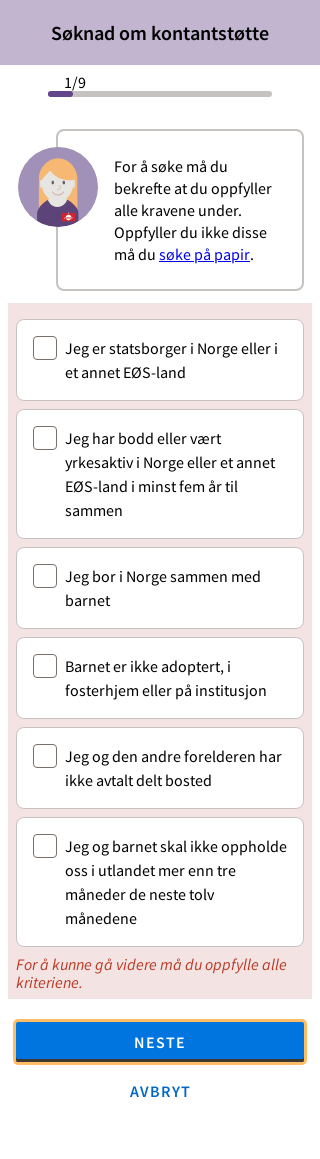 Søknad om kontantstøtte
1/9
For å søke må du
bekrefte at du oppfyller
alle kravene under.
Oppfyller du ikke disse
må du søke på papir.
Jeg er statsborger i Norge eller i
et annet EØS-land
Jeg har bodd eller vært
yrkesaktiv i Norge eller et annet
EØS-land i minst fem år til
sammen
Jeg bor i Norge sammen med
barnet
Barnet er ikke adoptert, i
fosterhjem eller på institusjon
Jeg og den andre forelderen har
ikke avtalt delt bosted
Jeg og barnet skal ikke oppholde
oss i utlandet mer enn tre
måneder de neste tolv
månedene
For å kunne gå videre må du oppfylle alle
kriteriene.
NESTE
AVBRYT